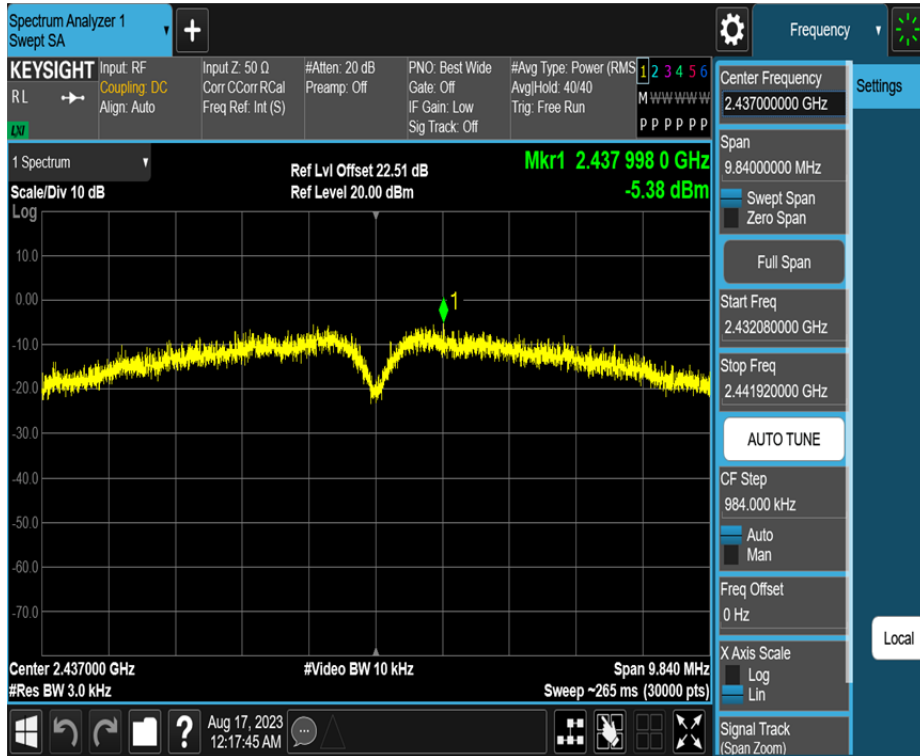 Spectrum Analyzer 1
Swept SA
Frequency
KEYSIGHT
RL
LXI
Input: RF
Coupling: DC
Align: Auto
Input Z: 50 Ω
Corr CCorr RCal
Freq Ref: Int (S)
#Atten: 20 dB
Preamp: Off
PNO: Best Wide
Gate: Off
IF Gain: Low
Sig Track: Off
#Avg Type: Power (RMS
Avg|Hold: 40/40
Trig: Free Run
1 2 3 4 5 6
M W W W W W
P P P P P P
1 Spectrum
Scale/Div 10 dB
Log
Ref Lvl Offset 22.51 dB
Ref Level 20.00 dBm
Mkr1 2.437 998 0 GHz
-5.38 dBm
1
10.0
0.00
-10.0
-20.0
-30.0
-40.0
-50.0
-60.0
-70.0
Center 2.437000 GHz
#Video BW 10 kHz
Span 9.840 MHz
#Res BW 3.0 kHz
Sweep ~265 ms (30000 pts)
Center Frequency
2.437000000 GHz
Settings
Span
9.84000000 MHz
Swept Span
Zero Span
Full Span
Start Freq
2.432080000 GHz
Stop Freq
2.441920000 GHz
AUTO TUNE
CF Step
984.000 kHz
Auto
Man
Freq Offset
0 Hz
Local
X Axis Scale
Log
Lin
Signal Track
(Span Zoom)
?
Aug 17, 2023
12:17:45 AM